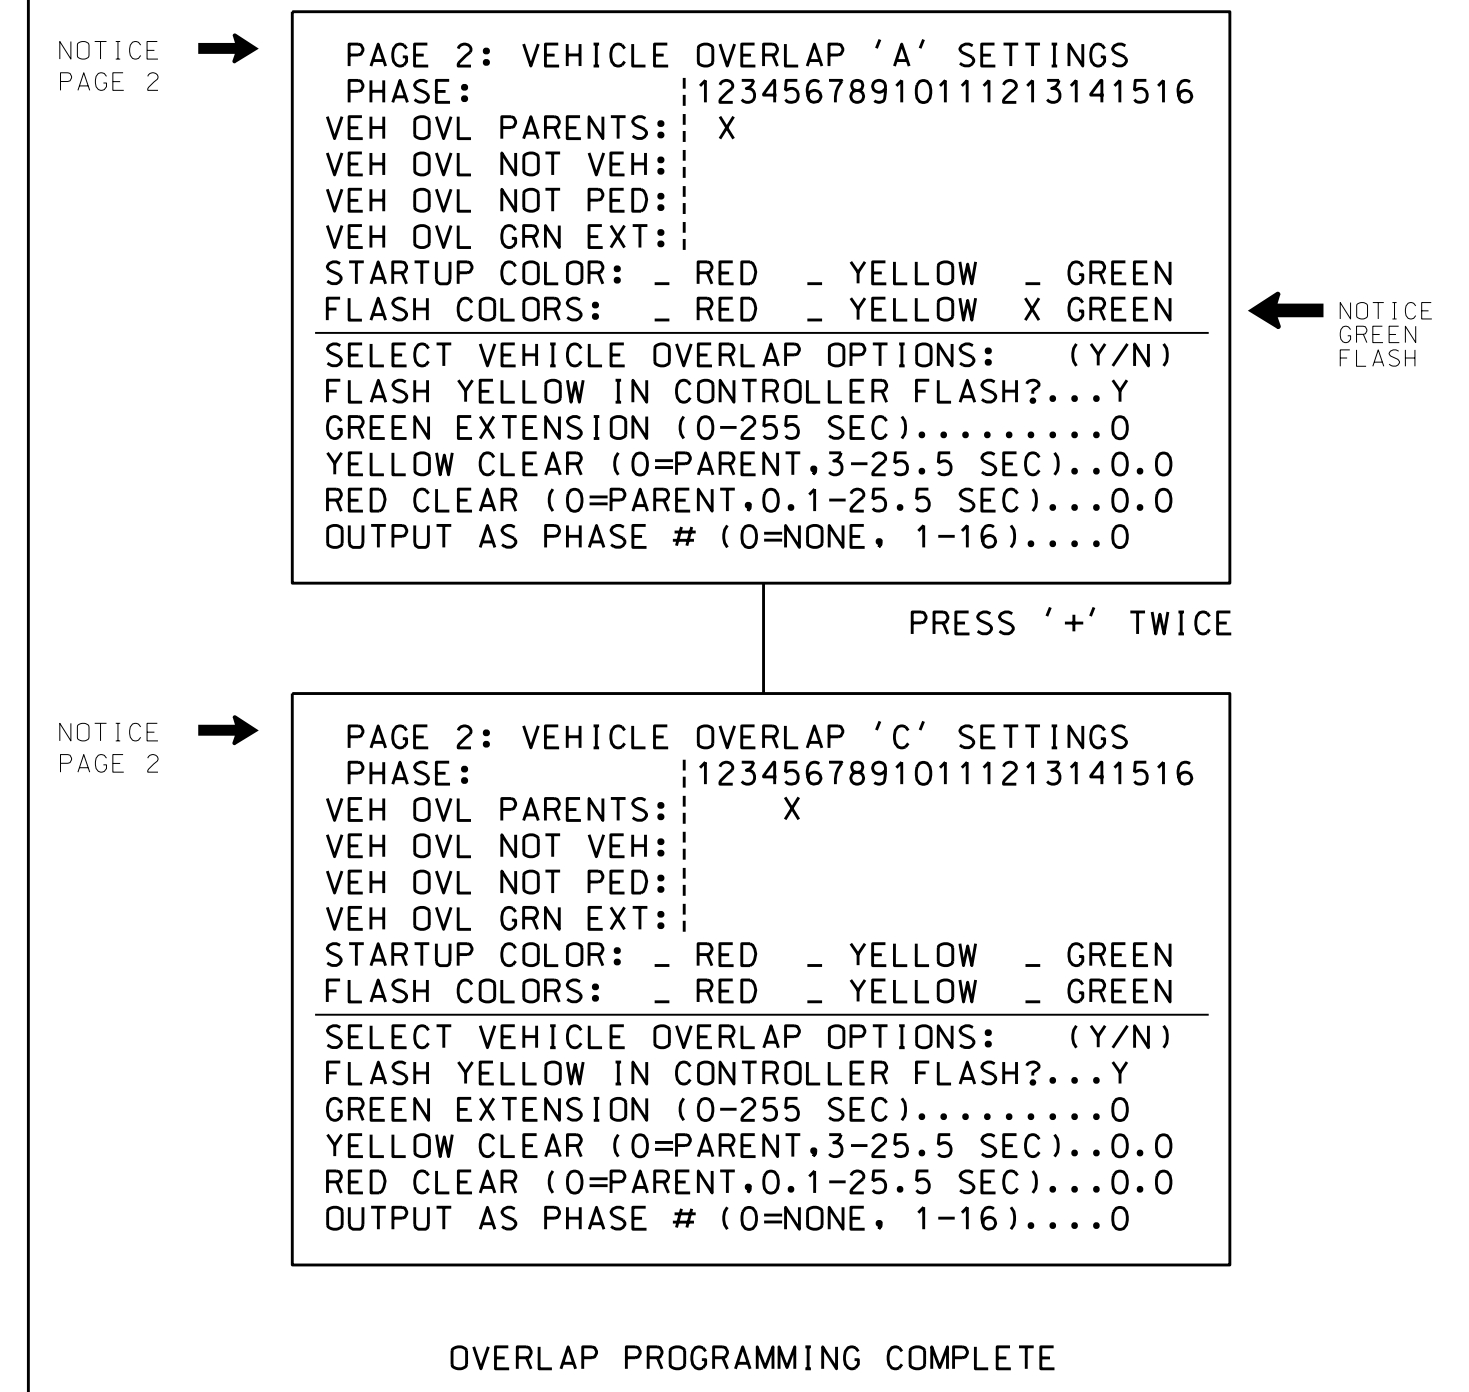 NOTICE
PAGE 2
PAGE 2: VEHICLE OVERLAP 'A' SETTINGS
PHASE: 12345678910111213141516
VEH OVL PARENTS: X
VEH OVL NOT VEH:
VEH OVL NOT PED:
VEH OVL GRN EXT:
STARTUP COLOR: _ RED _ YELLOW _ GREEN
FLASH COLORS: _ RED _ YELLOW X GREEN
NOTICE
GREEN
FLASH
SELECT VEHICLE OVERLAP OPTIONS: (Y/N)
FLASH YELLOW IN CONTROLLER FLASH?...Y
GREEN EXTENSION (0-255 SEC).........0
YELLOW CLEAR (0=PARENT,3-25.5 SEC)..0.0
RED CLEAR (0=PARENT,0.1-25.5 SEC)...0.0
OUTPUT AS PHASE # (0=NONE, 1-16)....0
PRESS '+' TWICE
NOTICE
PAGE 2
PAGE 2: VEHICLE OVERLAP 'C' SETTINGS
PHASE: 12345678910111213141516
VEH OVL PARENTS: X
VEH OVL NOT VEH:
VEH OVL NOT PED:
VEH OVL GRN EXT:
STARTUP COLOR: _ RED _ YELLOW _ GREEN
FLASH COLORS: _ RED _ YELLOW _ GREEN
SELECT VEHICLE OVERLAP OPTIONS: (Y/N)
FLASH YELLOW IN CONTROLLER FLASH?...Y
GREEN EXTENSION (0-255 SEC).........0
YELLOW CLEAR (0=PARENT,3-25.5 SEC)..0.0
RED CLEAR (0=PARENT,0.1-25.5 SEC)...0.0
OUTPUT AS PHASE # (0=NONE, 1-16)....0
OVERLAP PROGRAMMING COMPLETE